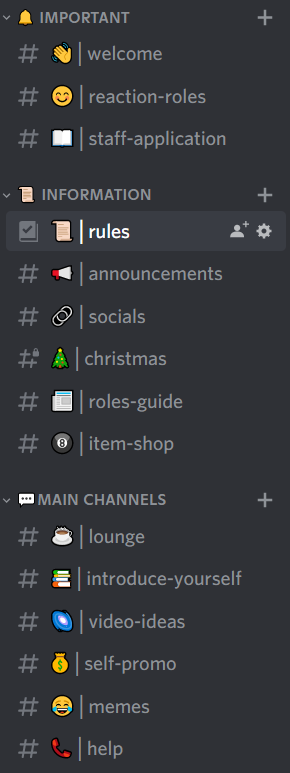 🔔 IMPORTANT
👋│welcome
😊│reaction-roles
📖│staff-application
📜 INFORMATION
📜│rules
📢│announcements
🔗│socials
🎄│christmas
📰│roles-guide
🎱│item-shop
💬MAIN CHANNELS
☕│lounge
📚│introduce-yourself
🌌│video-ideas
💰│self-promo
😂│memes
📞│help